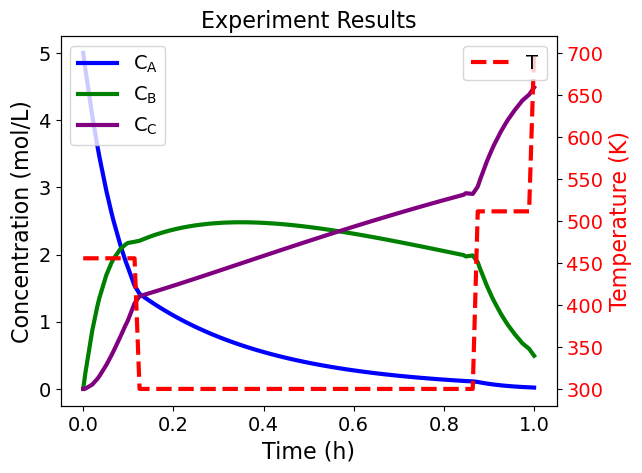 Experiment Results
Concentration (mol/L)
5
4
3
2
1
0
C_A
C_B
C_C
T
700
650
600
550
500
450
400
350
300
Temperature (K)
0.0 0.2 0.4 0.6 0.8 1.0
Time (h)